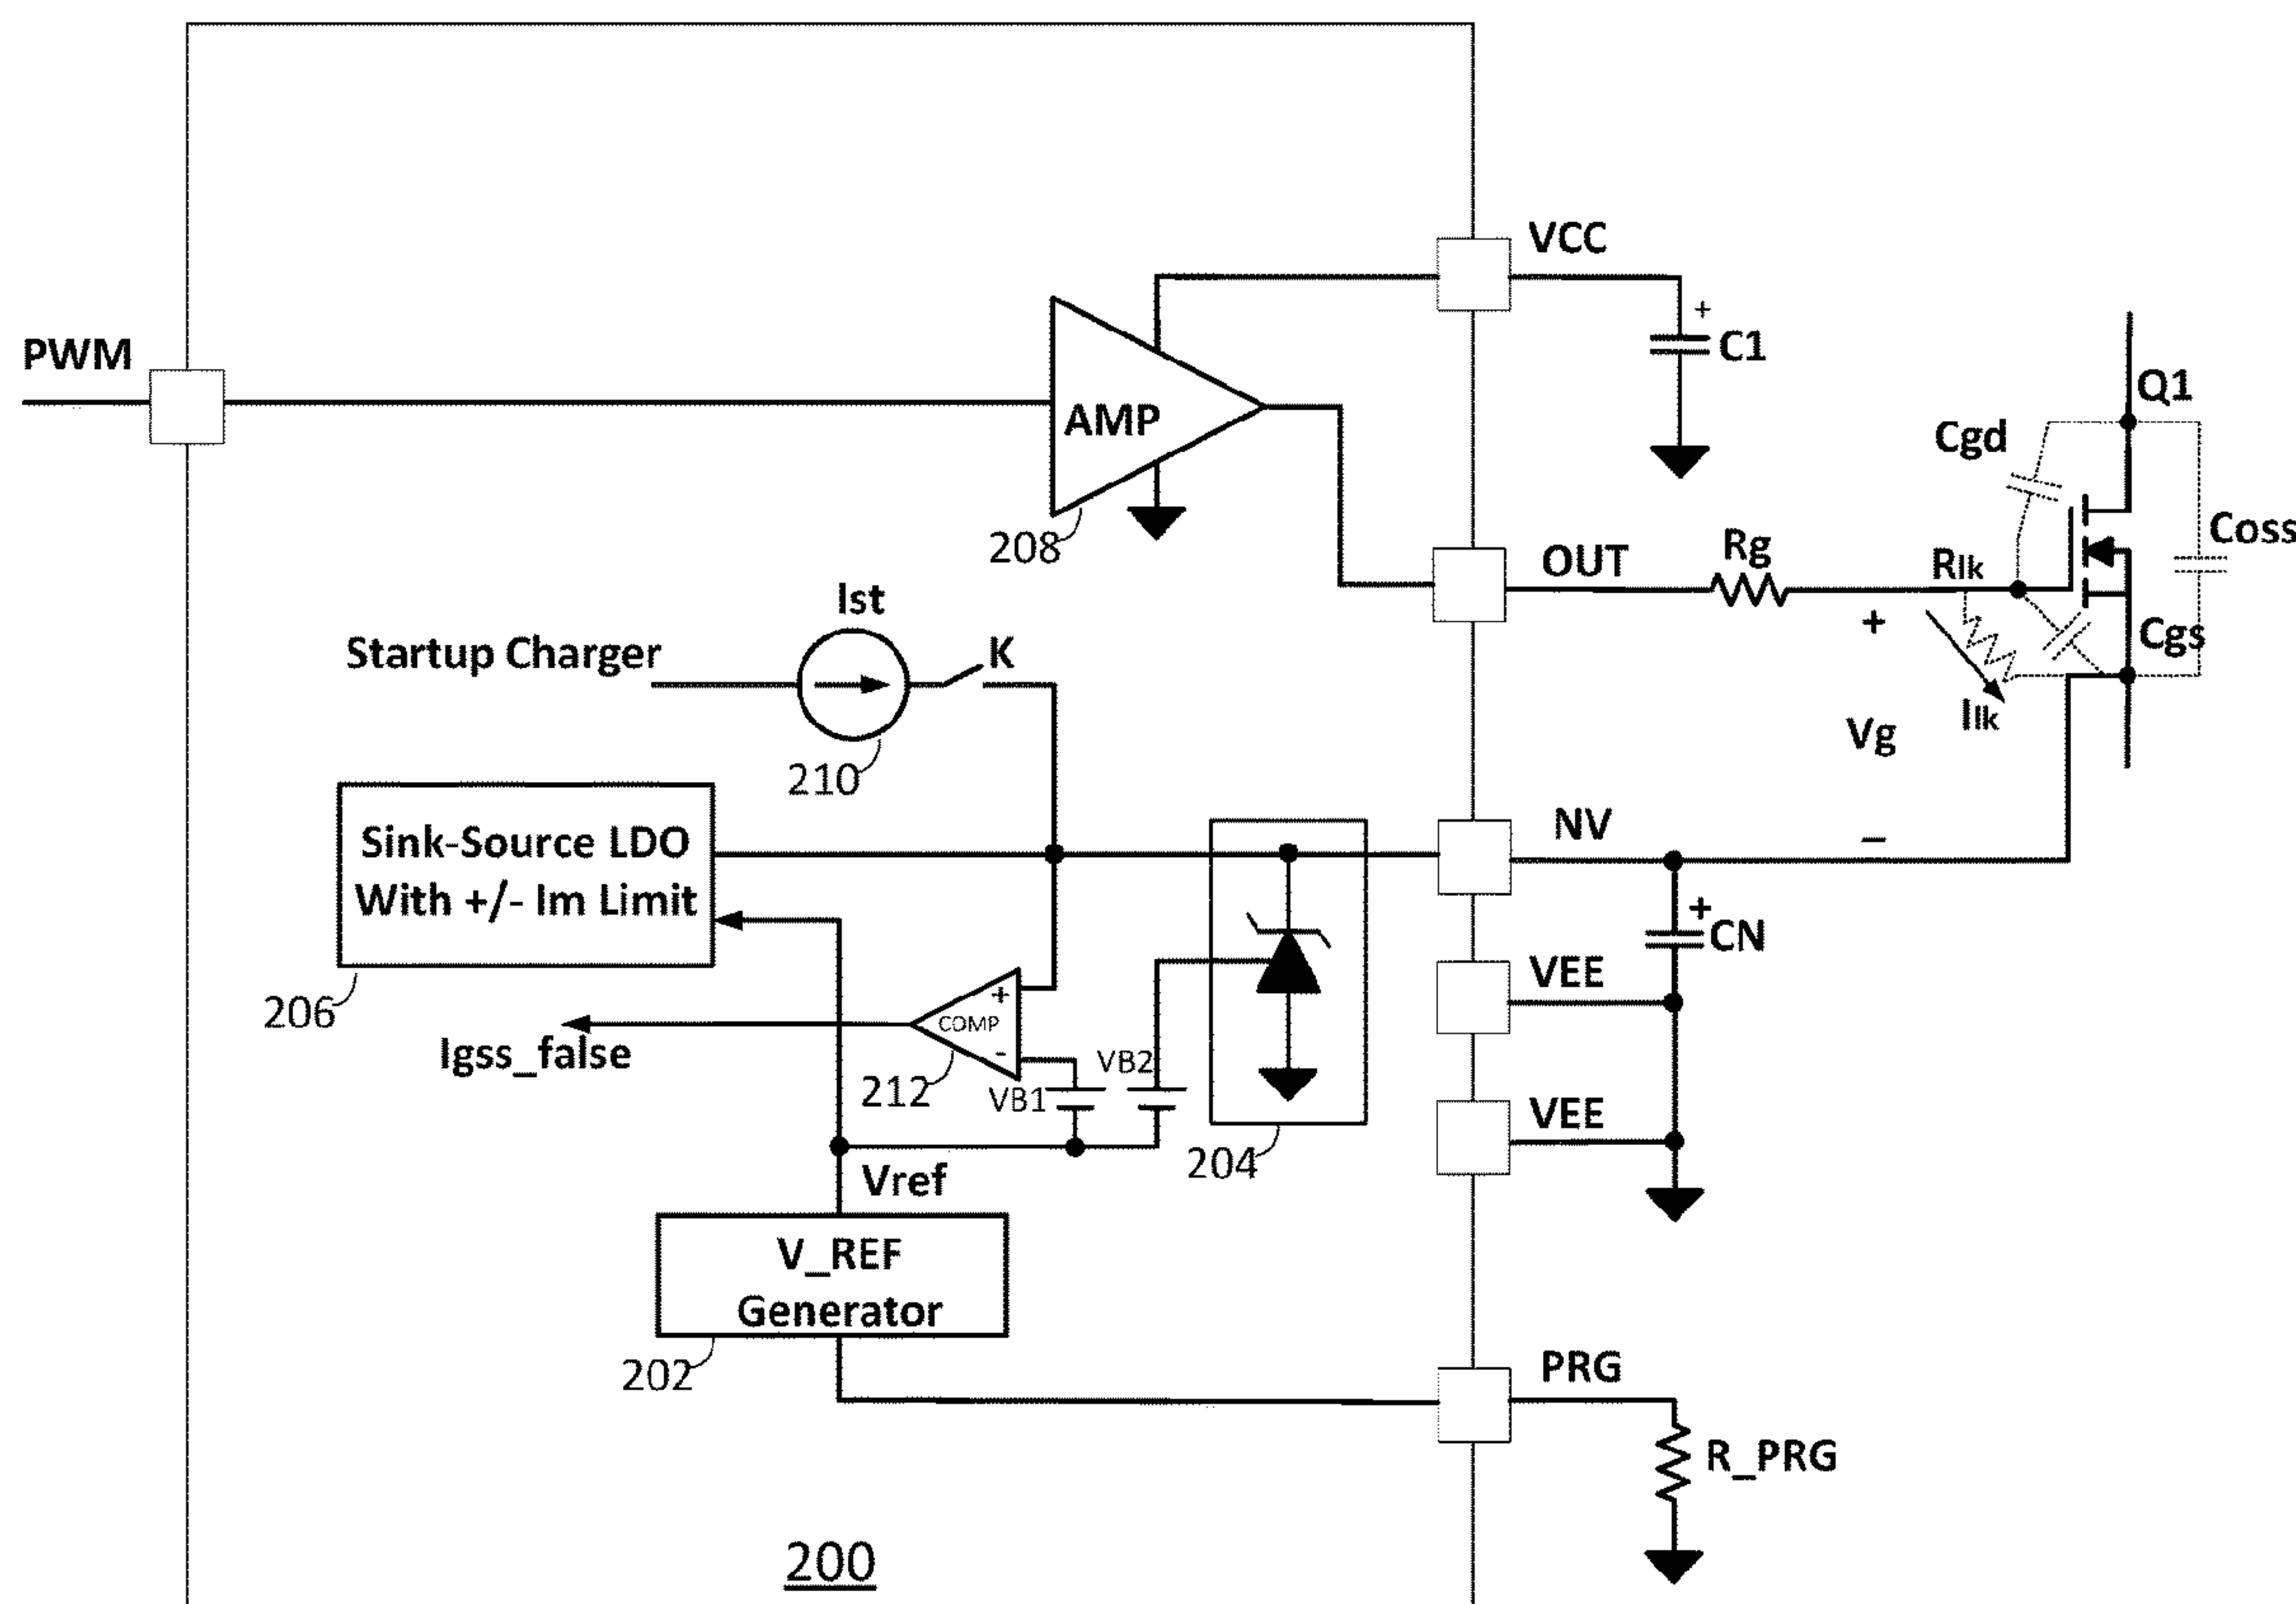 VCC
+
C1
PWM
AMP
208
Q1
Cgd
Coss
OUT
Rg
Rlk
+
Cgs
Ilk
Vg
Ist
Startup Charger
K
210
NV
–
Sink-Source LDO
With +/- Im Limit
206
+
CN
VEE
VEE
+
COMP
-
Igss_false
212
VB1
VB2
204
Vref
V_REF
Generator
202
PRG
R_PRG
200